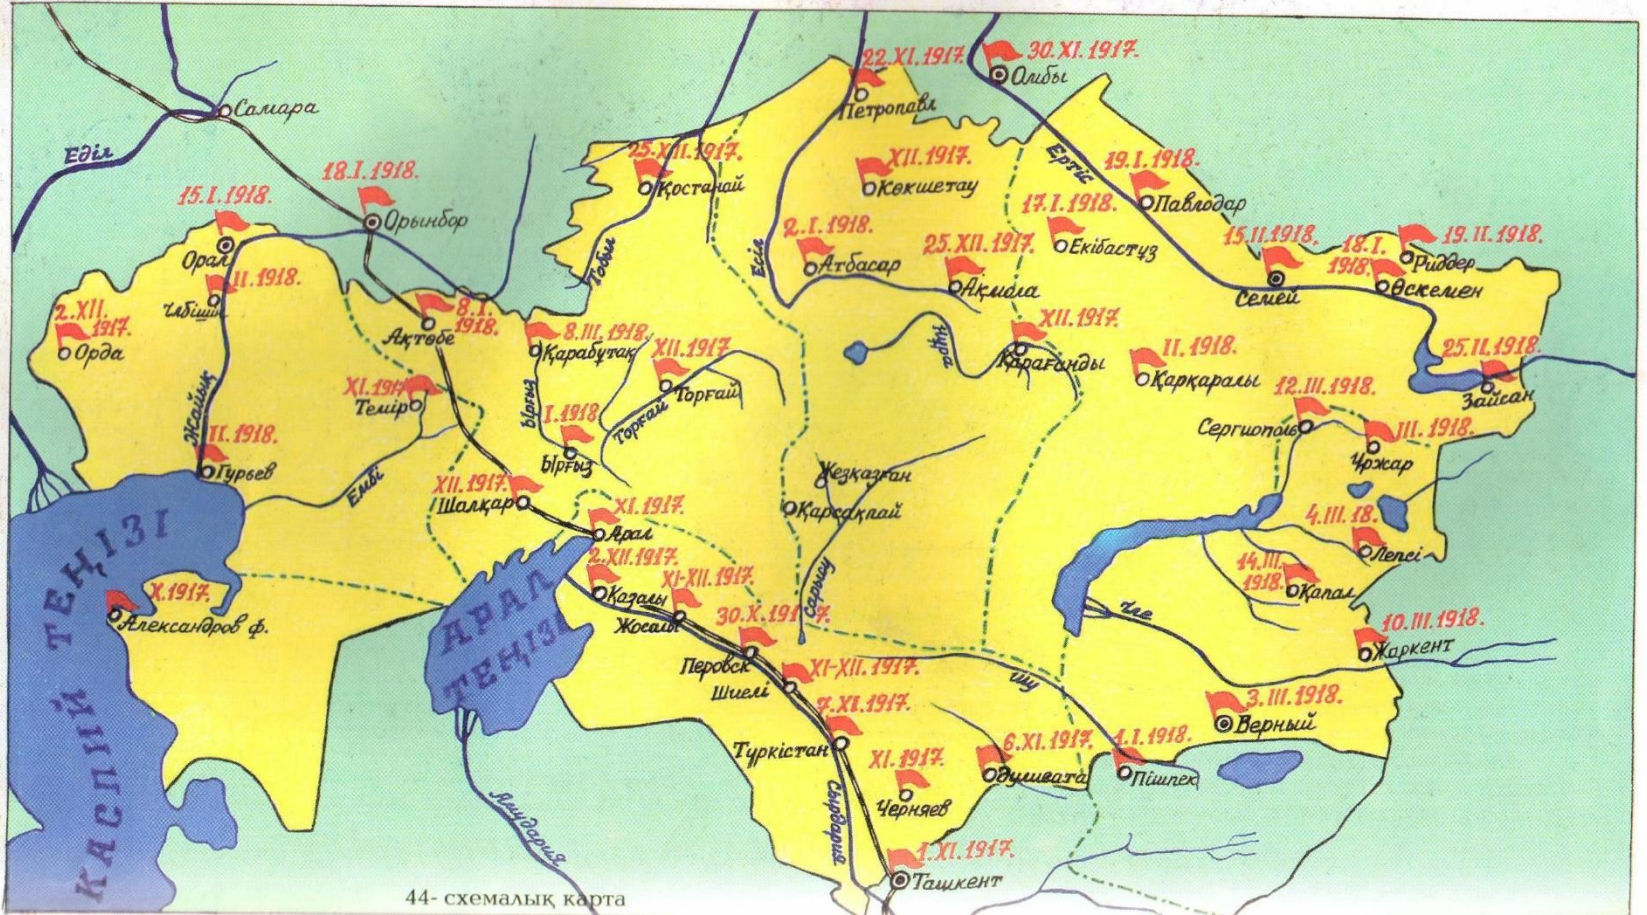 22.XI.1917.
Петропавл
30.XI.1917.
Омбы
Самара
Еділ
18.I.1918.
Орынбор
15.I.1918.
Орал
25.XII.1917.
Қостанай
XII.1917.
Көкшетау
Ертіс
19.I.1918.
Павлодар
17.I.1918.
Екібастұз
2.I.1918.
Атбасар
25.XII.1917.
Ақмола
Есіл
Тобыл
15.II.1918.
Семей
18.I.
1918.
Өскемен
19.II.1918.
Риддер
II.1918.
2.XII.
1917.
Орда
8.I.
1918.
Ақтөбе
8.III.1918.
Қарабұтақ
XII.1917
Торғай
Торғай
Нұра
XII.1917.
Қарағанды
II.1918.
Қарқаралы
25.II.1918.
Зайсан
XI.1917
Темір
Жайық
Ырғыз
I.1918
Ырғыз
12.III.1918.
Сергиополь
III.1918.
Үржар
II.1918.
Гурьев
Ембі
XII.1917.
Шалқар
Жезқазған
Қарсақпай
XI.1917.
Арал
4.III.18.
Лепсі
14.III.
1918.
Қапал
2.XII.1917.
Қазалы
XI-XII.1917.
Жосалы
Сарысу
X.1917.
Александров ф.
КАСПИЙ ТЕҢІЗІ
АРАЛ
ТЕҢІЗІ
30.X.1917.
Перовск
XI-XII.1917.
Шиелі
Іле
10.III.1918.
Жаркент
Шу
7.XI.1917.
Түркістан
3.III.1918.
Верный
6.XI.1917.
Әулиеата
1.I.1918.
Пішпек
XI.1917.
Черняев
Сырдария
Амудария
1.XI.1917.
Ташкент
44- схемалық карта